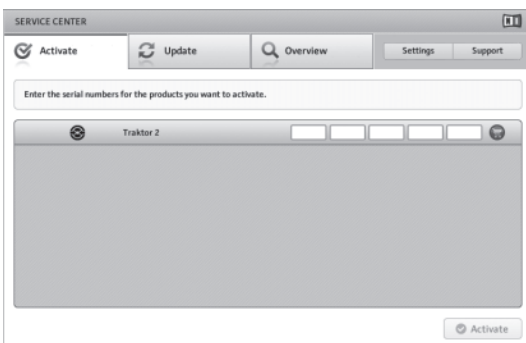 SERVICE CENTER
Activate Update Overview Settings Support
Enter the serial numbers for the products you want to activate.
Traktor 2
Activate